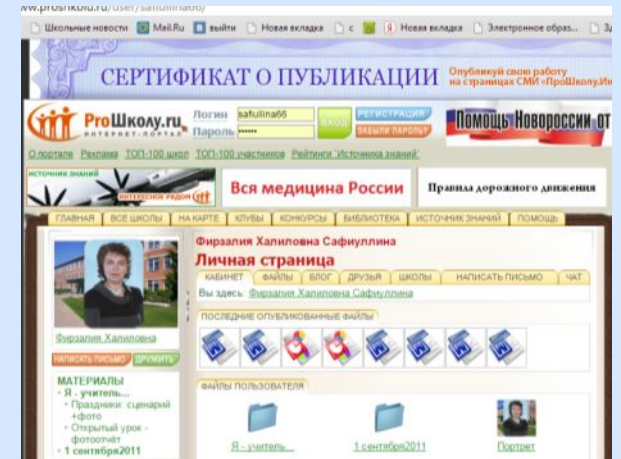 www.proshkolu.ru/user/safiullina66/
Школьные новости Mail.Ru выйти Новая вкладка с Новая вкладка Электронное образ...
СЕРТИФИКАТ О ПУБЛИКАЦИИ
Опубликуй свою работу
на страницах СМИ «ПроШколу.Ин
ProШколу.ru
ИНТЕРНЕТ-ПОРТАЛ
Логин safiullina66
Пароль
ВХОД
РЕГИСТРАЦИЯ
ЗАБЫЛИ ПАРОЛЬ?
Помощь Новороссии от
О портале Реклама ТОП-100 школ ТОП-100 участников Рейтинги "Источника знаний"
ИСТОЧНИК ЗНАНИЙ
ИНТЕРЕСНОЕ РЯДОМ
Вся медицина России
Правила дорожного движения
ГЛАВНАЯ ВСЕ ШКОЛЫ НА КАРТЕ КЛУБЫ КОНКУРСЫ БИБЛИОТЕКА ИСТОЧНИК ЗНАНИЙ ПОМОЩЬ
Фирзалия Халиловна Сафиуллина
Личная страница
КАБИНЕТ ФАЙЛЫ БЛОГ ДРУЗЬЯ ШКОЛЫ НАПИСАТЬ ПИСЬМО ЧАТ
Вы здесь: Фирзалия Халиловна Сафиуллина
ПОСЛЕДНИЕ ОПУБЛИКОВАННЫЕ ФАЙЛЫ
Фирзалия Халиловна
НАПИСАТЬ ПИСЬМО ДРУЖИТЬ
МАТЕРИАЛЫ
Я - учитель...
Праздники: сценарий
+фото
Открытый урок -
фотоотчёт
1 сентября2011
ФАЙЛЫ ПОЛЬЗОВАТЕЛЯ
Я - учитель... 1 сентября2011 Портрет